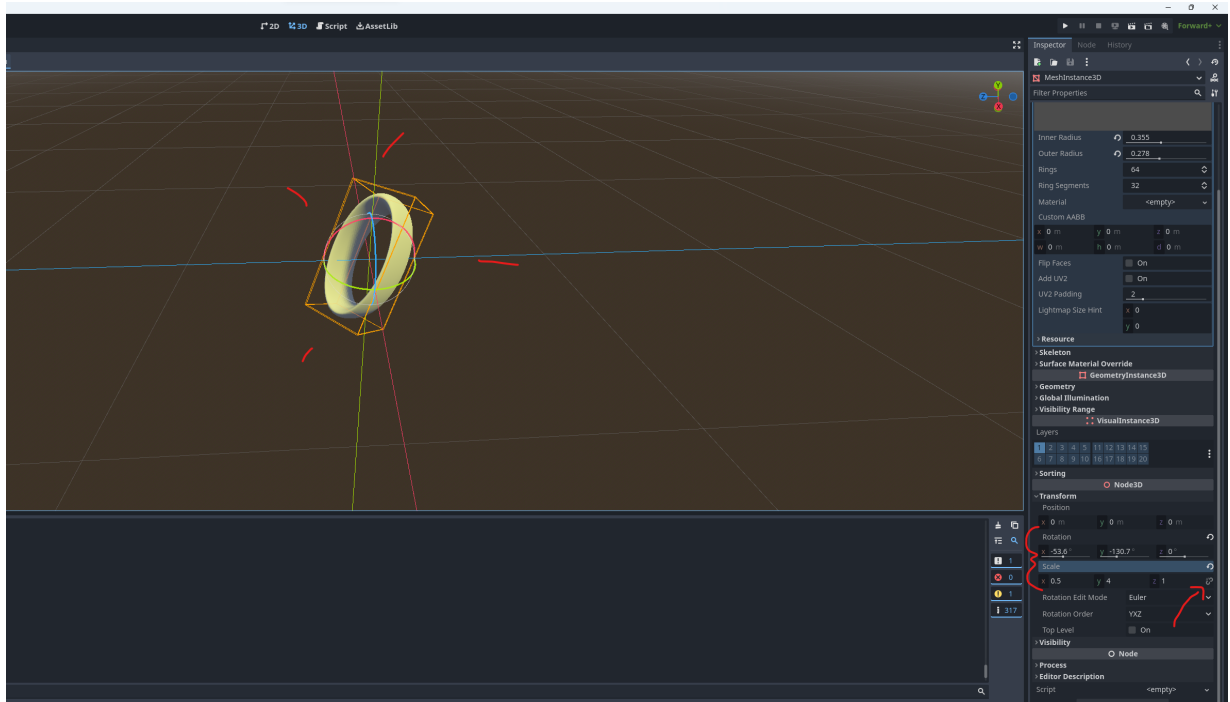 2D 3D Script AssetLib Forward+
Inspector Node History
MeshInstance3D
Filter Properties
Inner Radius 0.355
Outer Radius 0.278
Rings 64
Ring Segments 32
Material <empty>
Custom AABB
x 0 m y 0 m z 0 m
w 0 m h 0 m d 0 m
Flip Faces On
Add UV2 On
UV2 Padding 2
Lightmap Size Hint x 0
y 0
Resource
Skeleton
Surface Material Override
GeometryInstance3D
Geometry
Global Illumination
Visibility Range
VisualInstance3D
Layers
1 2 3 4 5 11 12 13 14 15
6 7 8 9 10 16 17 18 19 20
Sorting
Node3D
Transform
Position
x 0 m y 0 m z 0 m
Rotation
x -53.6 ° y -130.7 ° z 0 °
Scale
x 0.5 y 4 z 1
Rotation Edit Mode Euler
Rotation Order YXZ
Top Level On
Visibility
Node
Process
Editor Description
Script <empty>
Y
Z
X
1
0
1
317